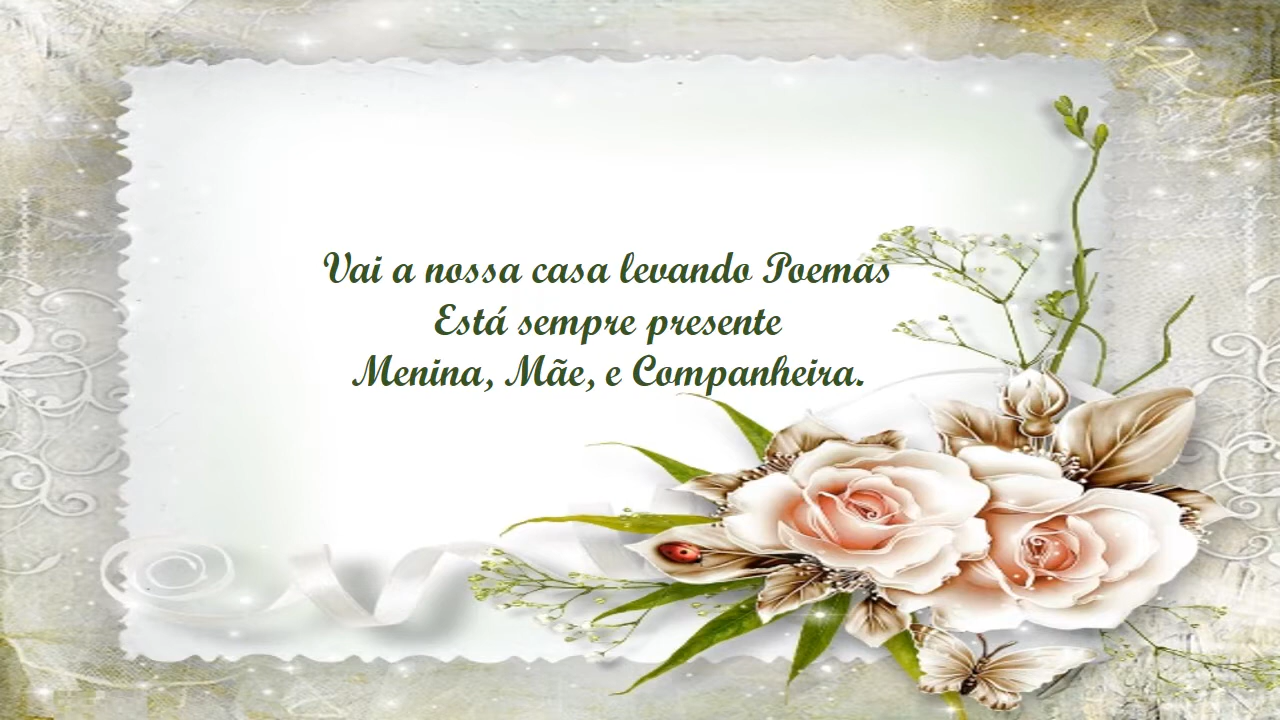 Vai a nossa casa levando Poemas
Está sempre presente
Menina, Mãe, e Companheira.